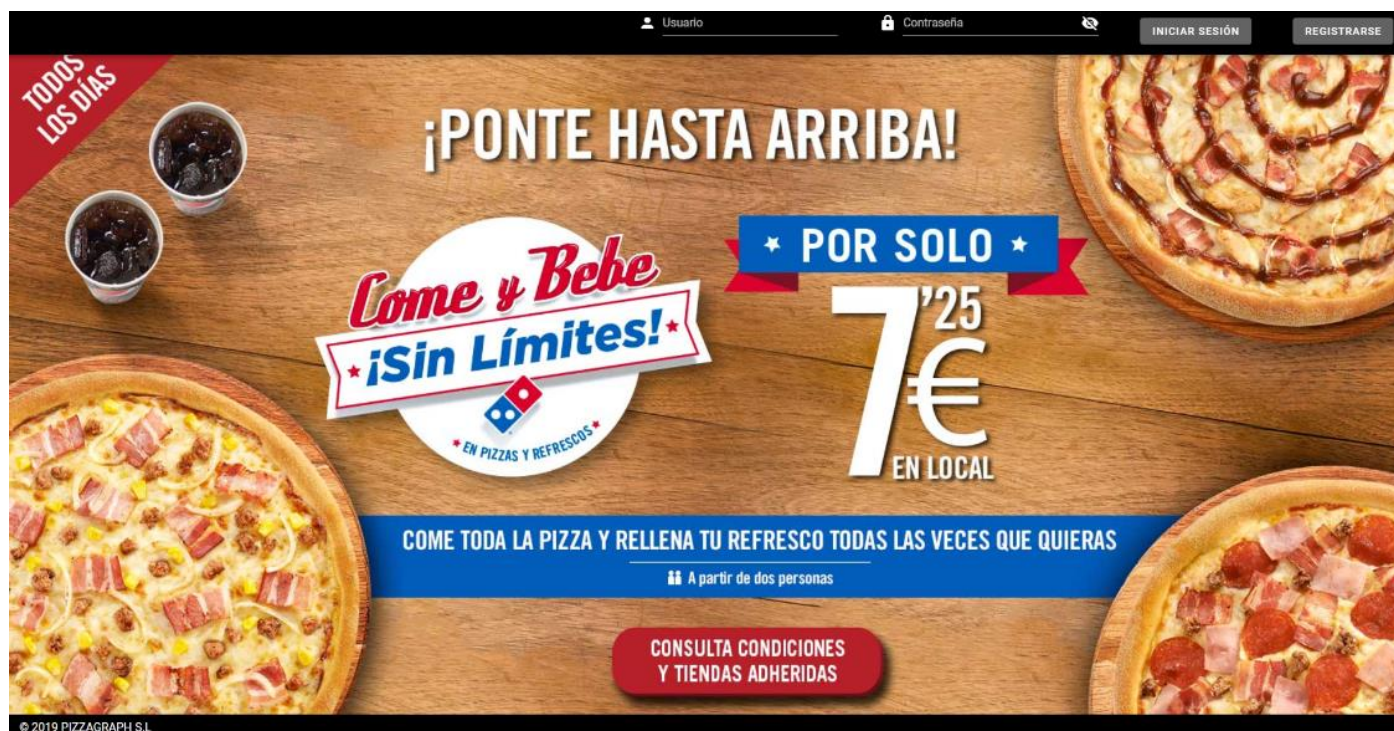 Usuario
Contraseña
INICIAR SESIÓN
REGISTRARSE
TODOS
LOS DÍAS
¡PONTE HASTA ARRIBA!
Come y Bebe
¡Sin Límites!
EN PIZZAS Y REFRESCOS
POR SOLO
7'25
€
EN LOCAL
COME TODA LA PIZZA Y RELLENA TU REFRESCO TODAS LAS VECES QUE QUIERAS
A partir de dos personas
CONSULTA CONDICIONES
Y TIENDAS ADHERIDAS
© 2019 PIZZAGRAPH S.L